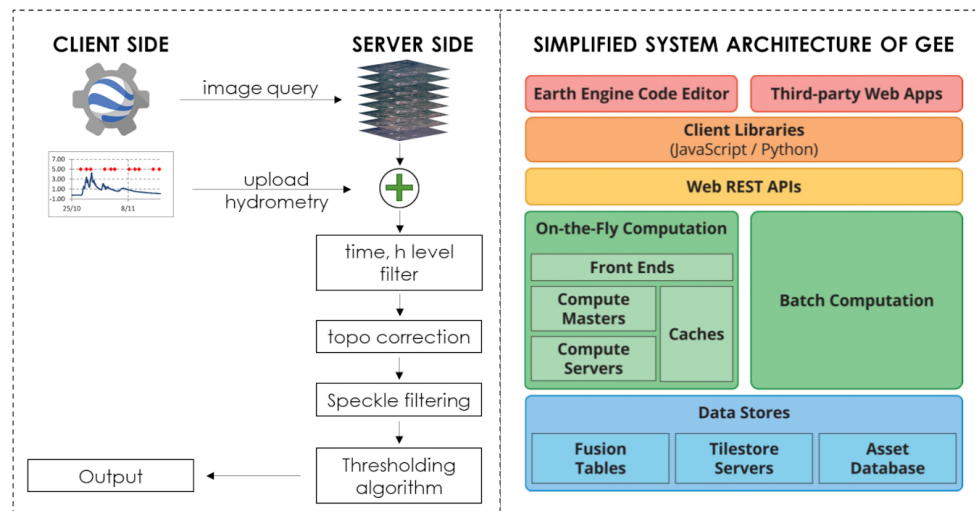 CLIENT SIDE
SERVER SIDE
image query
7.00
5.00
3.00
1.00
-1.00
25/10
8/11
upload
hydrometry
time, h level
filter
topo correction
Speckle filtering
Thresholding
algorithm
Output
SIMPLIFIED SYSTEM ARCHITECTURE OF GEE
Earth Engine Code Editor
Third-party Web Apps
Client Libraries
(JavaScript / Python)
Web REST APIs
On-the-Fly Computation
Front Ends
Compute
Masters
Compute
Servers
Caches
Batch Computation
Data Stores
Fusion
Tables
Tilestore
Servers
Asset
Database